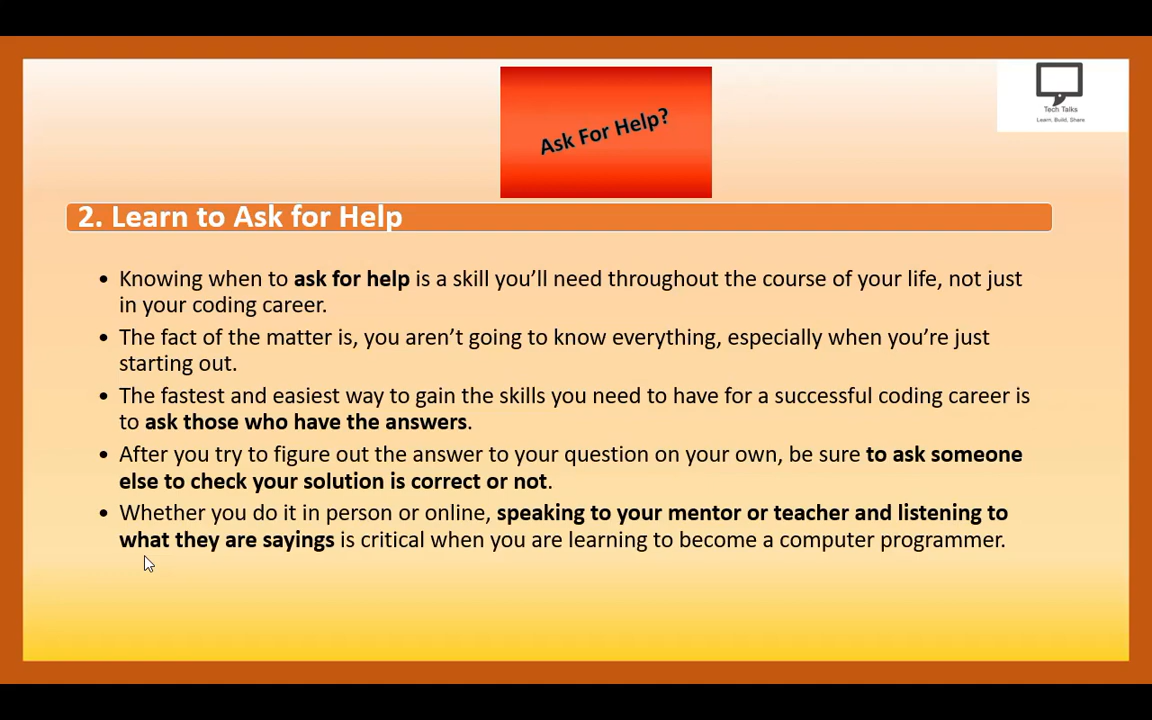 Ask For Help?
Tech Talks
Learn, Build, Share
2. Learn to Ask for Help
• Knowing when to ask for help is a skill you’ll need throughout the course of your life, not just
in your coding career.
• The fact of the matter is, you aren’t going to know everything, especially when you’re just
starting out.
• The fastest and easiest way to gain the skills you need to have for a successful coding career is
to ask those who have the answers.
• After you try to figure out the answer to your question on your own, be sure to ask someone
else to check your solution is correct or not.
• Whether you do it in person or online, speaking to your mentor or teacher and listening to
what they are sayings is critical when you are learning to become a computer programmer.